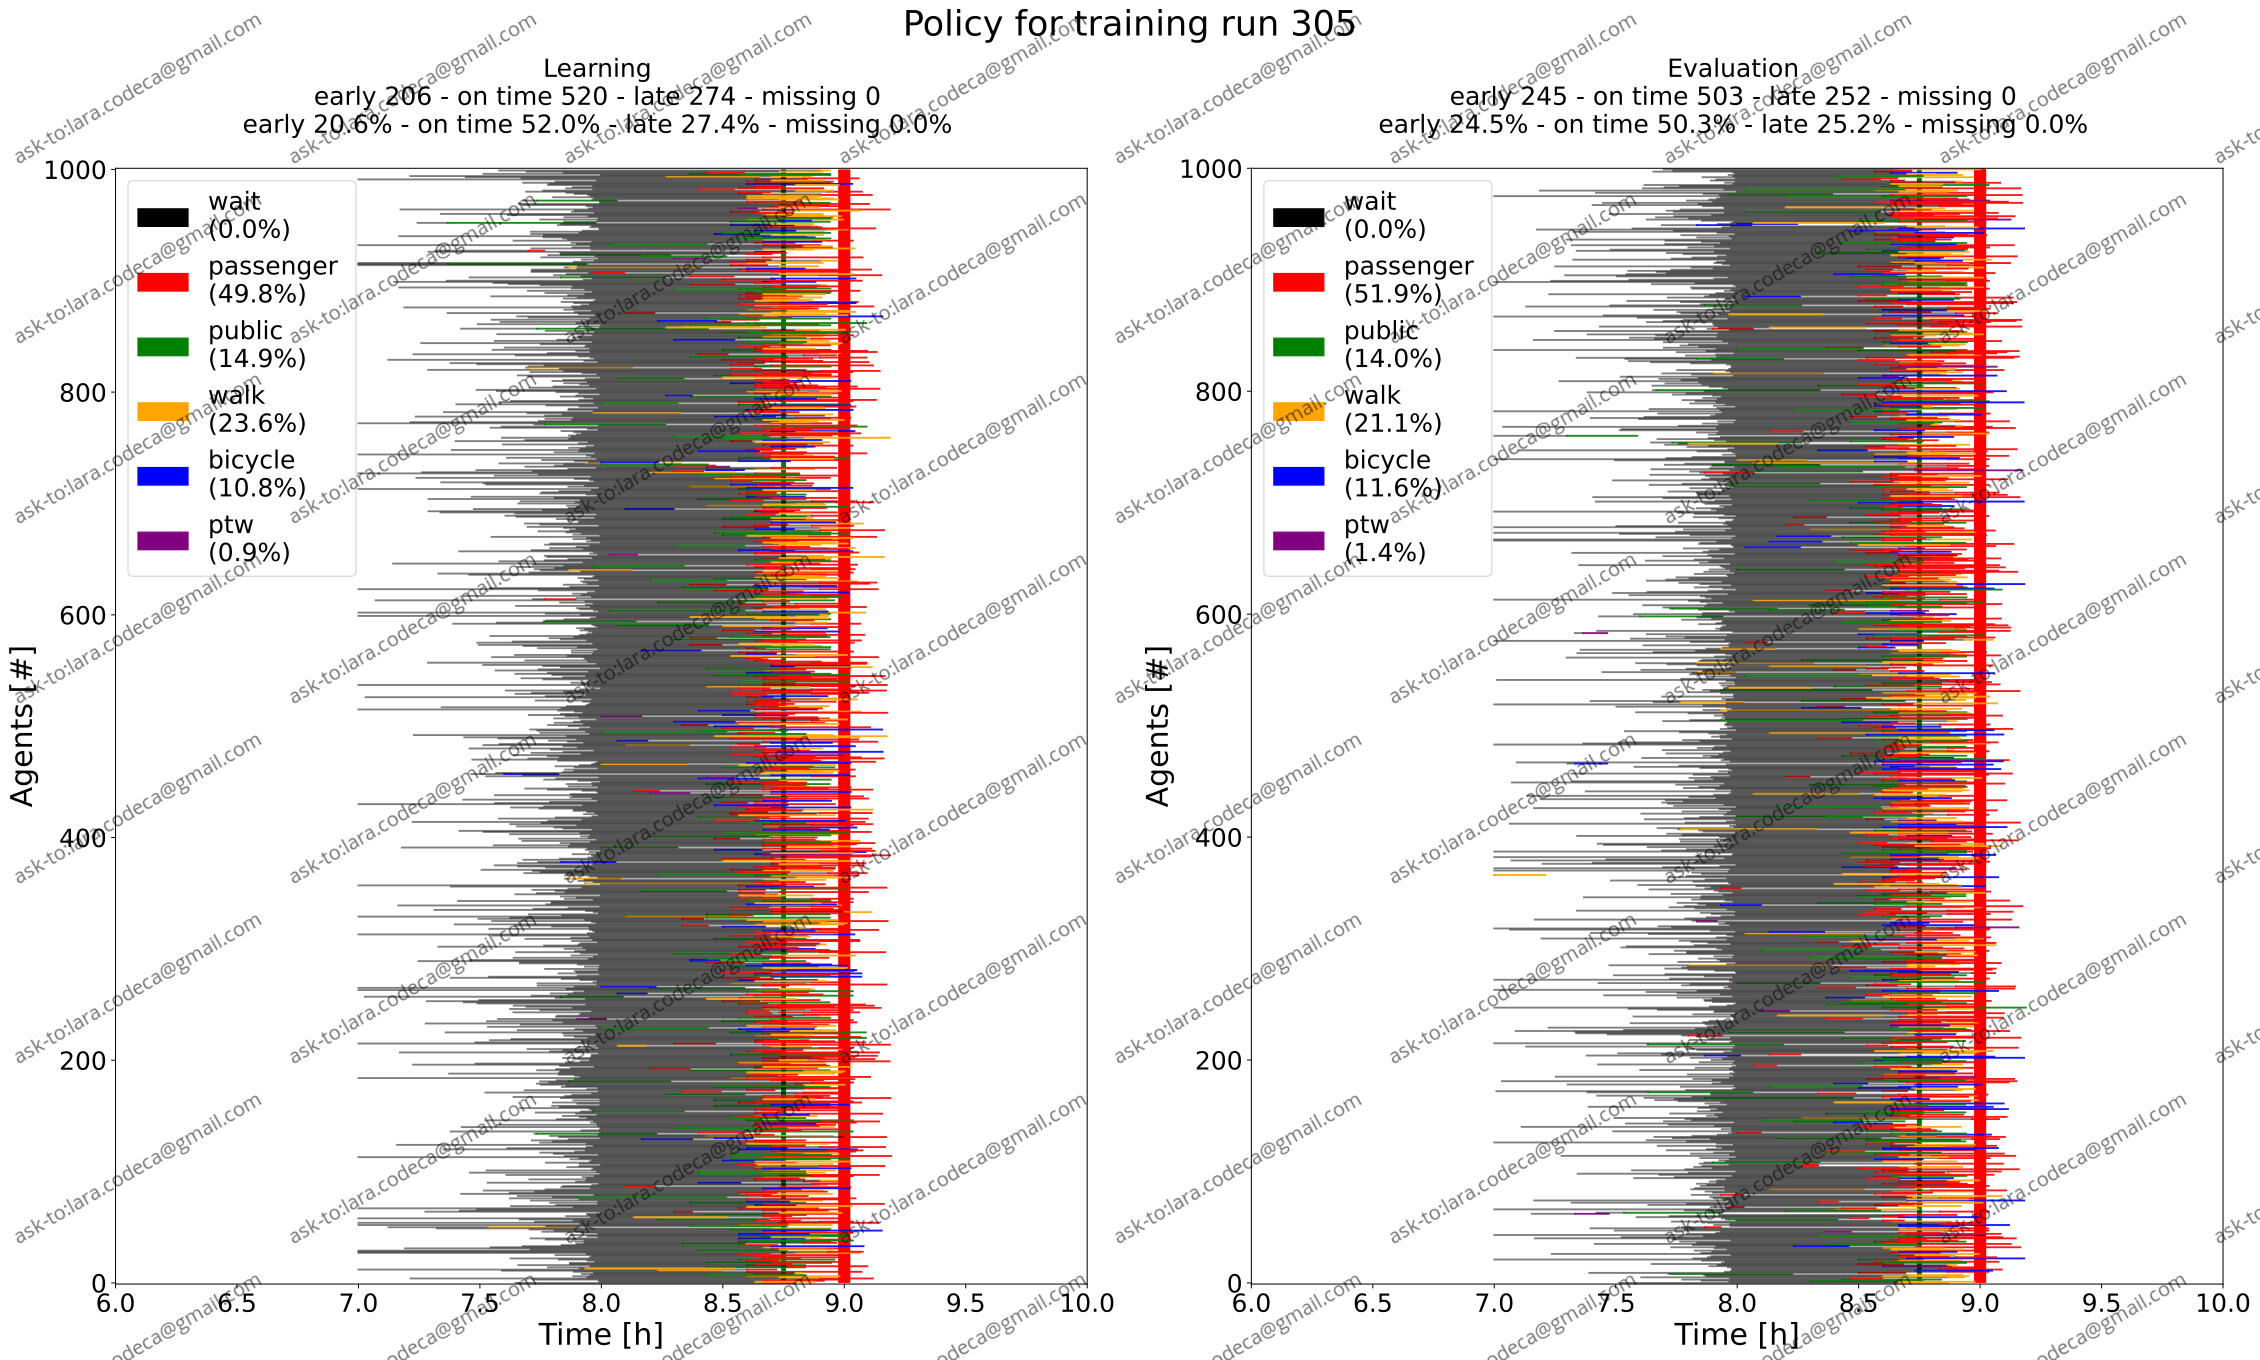 Policy for training run 305
Learning
early 206 - on time 520 - late 274 - missing 0
early 20.6% - on time 52.0% - late 27.4% - missing 0.0%
1000
800
600
400
200
0
Agents [#]
wait
(0.0%)
passenger
(49.8%)
public
(14.9%)
walk
(23.6%)
bicycle
(10.8%)
ptw
(0.9%)
6.0 6.5 7.0 7.5 8.0 8.5 9.0 9.5 10.0
Time [h]
Evaluation
early 245 - on time 503 - late 252 - missing 0
early 24.5% - on time 50.3% - late 25.2% - missing 0.0%
1000
800
600
400
200
0
Agents [#]
wait
(0.0%)
passenger
(51.9%)
public
(14.0%)
walk
(21.1%)
bicycle
(11.6%)
ptw
(1.4%)
6.0 6.5 7.0 7.5 8.0 8.5 9.0 9.5 10.0
Time [h]
ask-to:lara.codeca@gmail.com